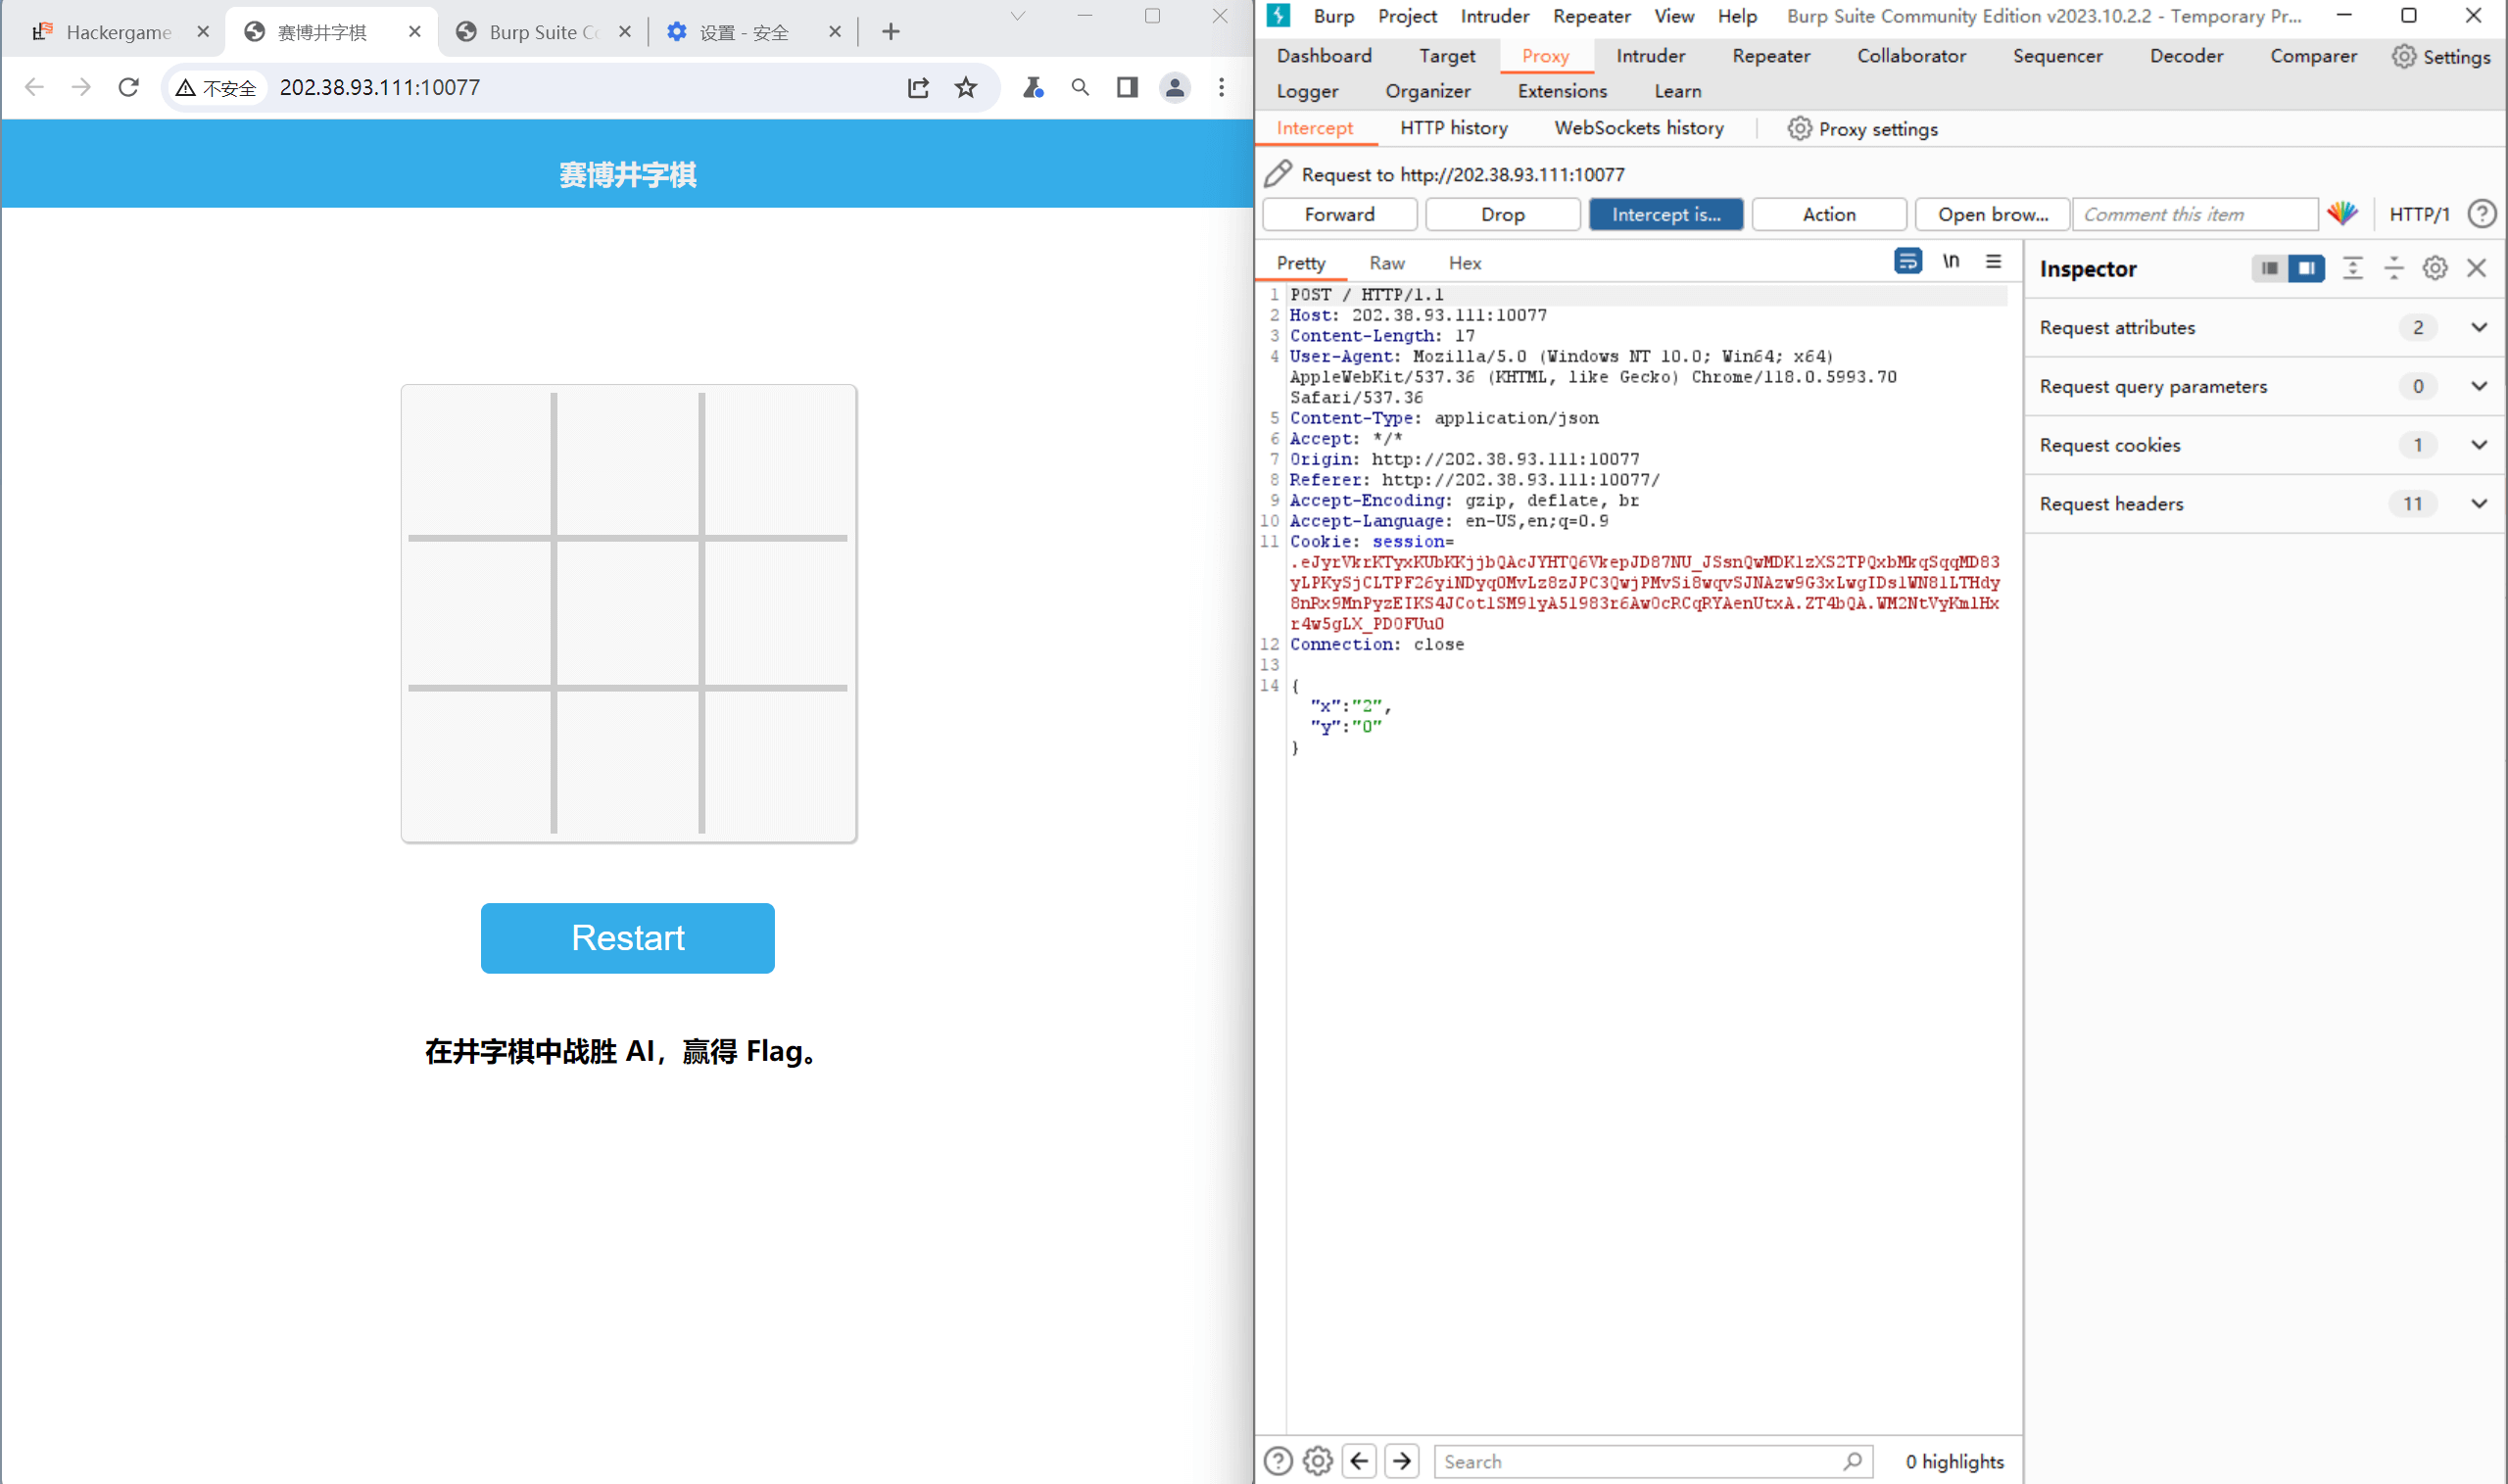 Hackergame
赛博井字棋
Burp Suite Co
设置 - 安全
不安全
202.38.93.111:10077
赛博井字棋
Restart
在井字棋中战胜 AI，赢得 Flag。
Burp Project Intruder Repeater View Help Burp Suite Community Edition v2023.10.2.2 - Temporary Pr...
Dashboard Target Proxy Intruder Repeater Collaborator Sequencer Decoder Comparer Settings
Logger Organizer Extensions Learn
Intercept HTTP history WebSockets history Proxy settings
Request to http://202.38.93.111:10077
Forward Drop Intercept is... Action Open brow... Comment this item HTTP/1 ?
Pretty Raw Hex \n
1 POST / HTTP/1.1
2 Host: 202.38.93.111:10077
3 Content-Length: 17
4 User-Agent: Mozilla/5.0 (Windows NT 10.0; Win64; x64)
AppleWebKit/537.36 (KHTML, like Gecko) Chrome/118.0.5993.70
Safari/537.36
5 Content-Type: application/json
6 Accept: */*
7 Origin: http://202.38.93.111:10077
8 Referer: http://202.38.93.111:10077/
9 Accept-Encoding: gzip, deflate, br
10 Accept-Language: en-US,en;q=0.9
11 Cookie: session=
12 Connection: close
13
14 {
"x":"2",
"y":"0"
}
Inspector
Request attributes 2
Request query parameters 0
Request cookies 1
Request headers 11
? Search 0 highlights